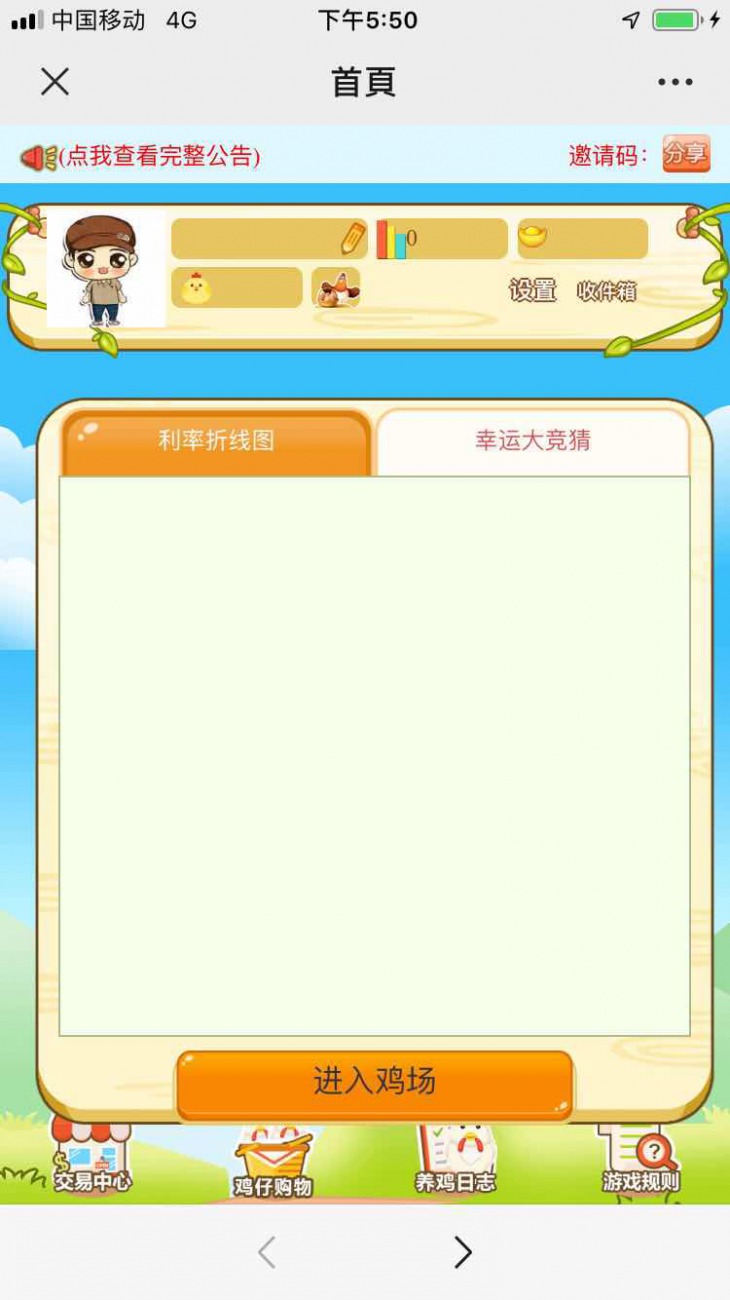 中国移动 4G 下午5:50
首頁
(点我查看完整公告) 邀请码： 分享
0
设置 收件箱
利率折线图 幸运大竞猜
进入鸡场
交易中心 鸡仔购物 养鸡日志 游戏规则